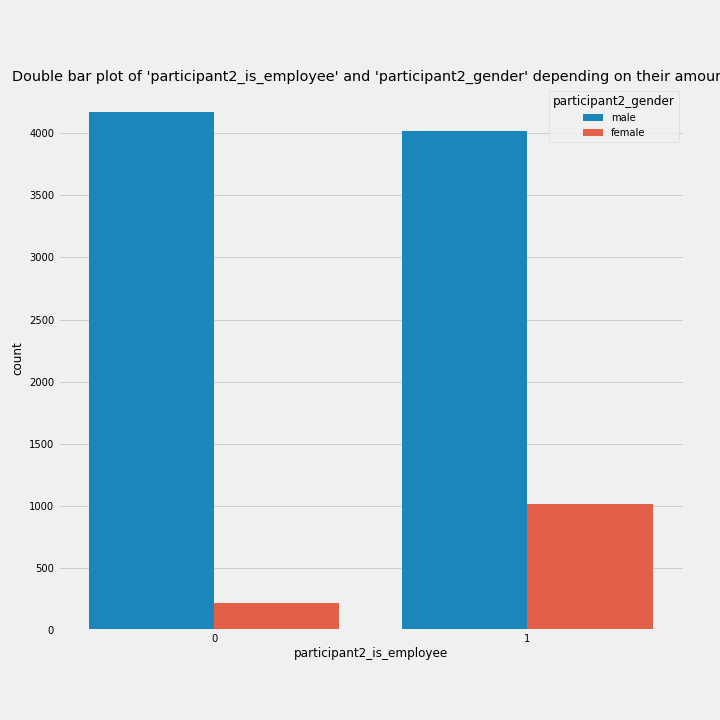 Double bar plot of 'participant2_is_employee' and 'participant2_gender' depending on their amour
participant2_gender
male
female
4000
3500
3000
2500
2000
1500
1000
500
0
count
0 1
participant2_is_employee